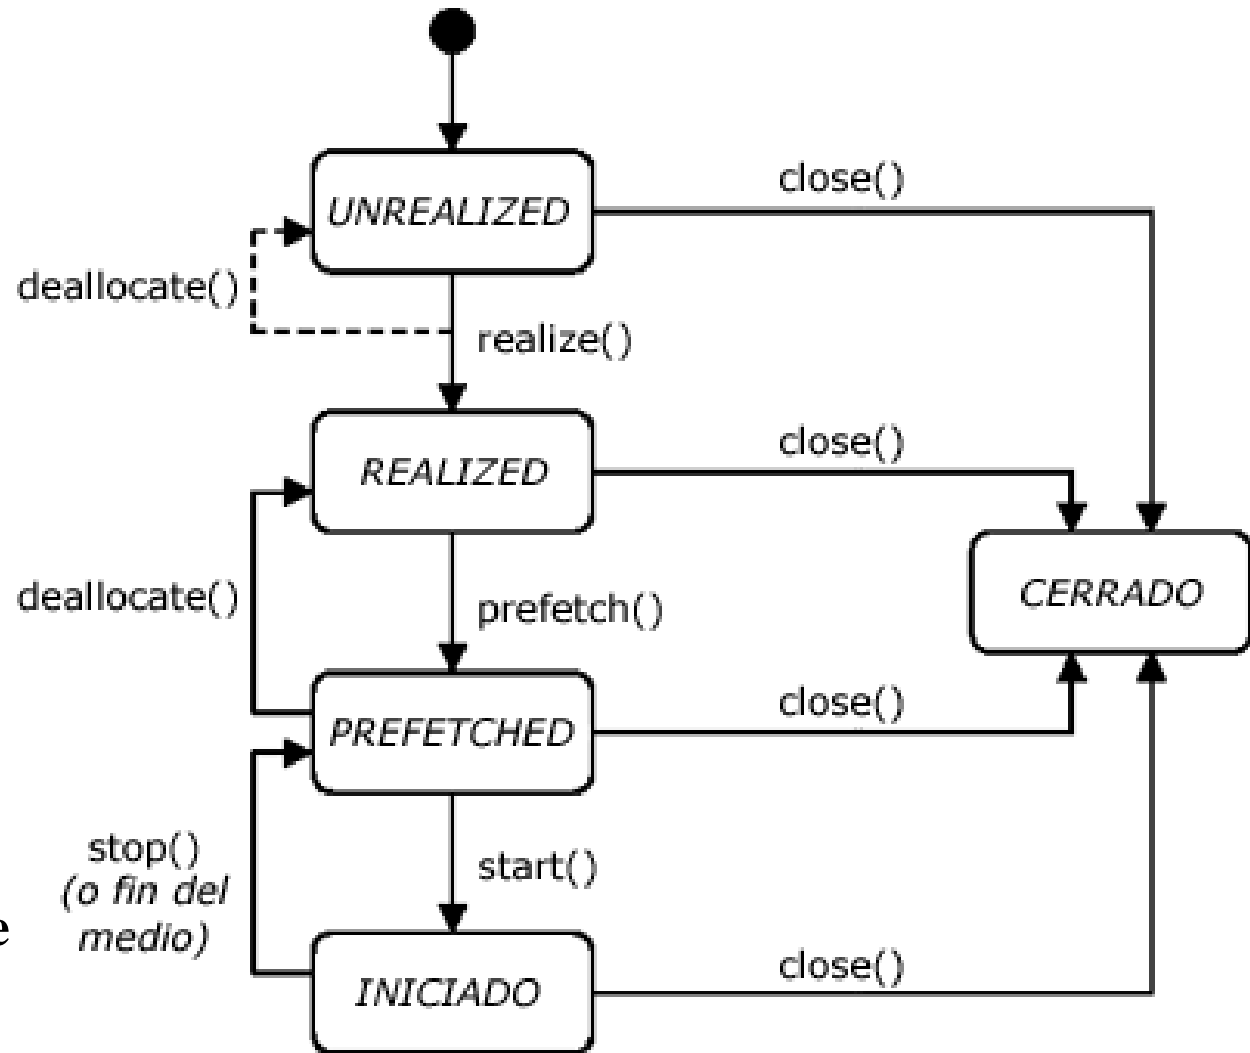 UNREALIZED
close()
deallocate()
realize()
REALIZED
close()
deallocate()
prefetch()
CERRADO
PREFETCHED
close()
stop()
(o fin del
medio)
e
start()
INICIADO
close()